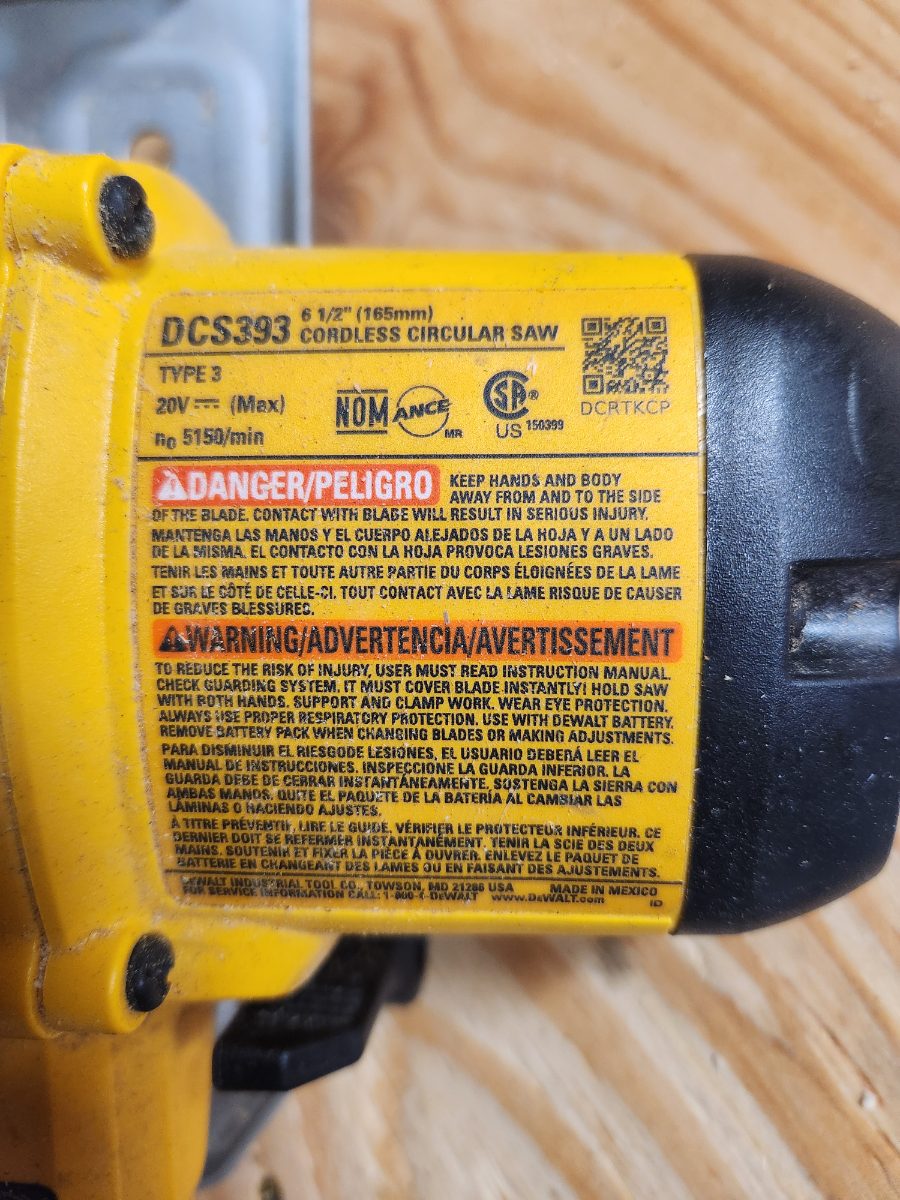 DCS393 6 1/2" (165mm)
CORDLESS CIRCULAR SAW
TYPE 3
20V ⎓ (Max)
n₀ 5150/min
NOM
ANCE
MR
SA®
US 150399
DCRTKCP
DANGER/PELIGRO
KEEP HANDS AND BODY
AWAY FROM AND TO THE SIDE
OF THE BLADE. CONTACT WITH BLADE WILL RESULT IN SERIOUS INJURY.
MANTENGA LAS MANOS Y EL CUERPO ALEJADOS DE LA HOJA Y A UN LADO
DE LA MISMA. EL CONTACTO CON LA HOJA PROVOCA LESIONES GRAVES.
TENIR LES MAINS ET TOUTE AUTRE PARTIE DU CORPS ÉLOIGNÉES DE LA LAME
ET SUR LE CÔTÉ DE CELLE-CI. TOUT CONTACT AVEC LA LAME RISQUE DE CAUSER
DE GRAVES BLESSURES.
WARNING/ADVERTENCIA/AVERTISSEMENT
TO REDUCE THE RISK OF INJURY, USER MUST READ INSTRUCTION MANUAL.
CHECK GUARDING SYSTEM. IT MUST COVER BLADE INSTANTLY! HOLD SAW
WITH BOTH HANDS. SUPPORT AND CLAMP WORK. WEAR EYE PROTECTION.
ALWAYS USE PROPER RESPIRATORY PROTECTION. USE WITH DEWALT BATTERY.
REMOVE BATTERY PACK WHEN CHANGING BLADES OR MAKING ADJUSTMENTS.
PARA DISMINUIR EL RIESGODE LESIONES, EL USUARIO DEBERÁ LEER EL
MANUAL DE INSTRUCCIONES. INSPECCIONE LA GUARDA INFERIOR. LA
GUARDA DEBE DE CERRAR INSTANTÁNEAMENTE. SOSTENGA LA SIERRA CON
AMBAS MANOS. QUITE EL PAQUETE DE LA BATERÍA AL CAMBIAR LAS
LÁMINAS O HACIENDO AJUSTES.
À TITRE PRÉVENTIF, LIRE LE GUIDE. VÉRIFIER LE PROTECTEUR INFÉRIEUR. CE
DERNIER DOIT SE REFERMER INSTANTANÉMENT. TENIR LA SCIE DES DEUX
MAINS. SOUTENIR ET FIXER LA PIÈCE À OUVRER. ENLEVEZ LE PAQUET DE
BATTERIE EN CHANGEANT DES LAMES OU EN FAISANT DES AJUSTEMENTS.
DEWALT INDUSTRIAL TOOL CO., TOWSON, MD 21286 USA MADE IN MEXICO
FOR SERVICE INFORMATION CALL: 1-800-4-DEWALT www.DEWALT.com ID